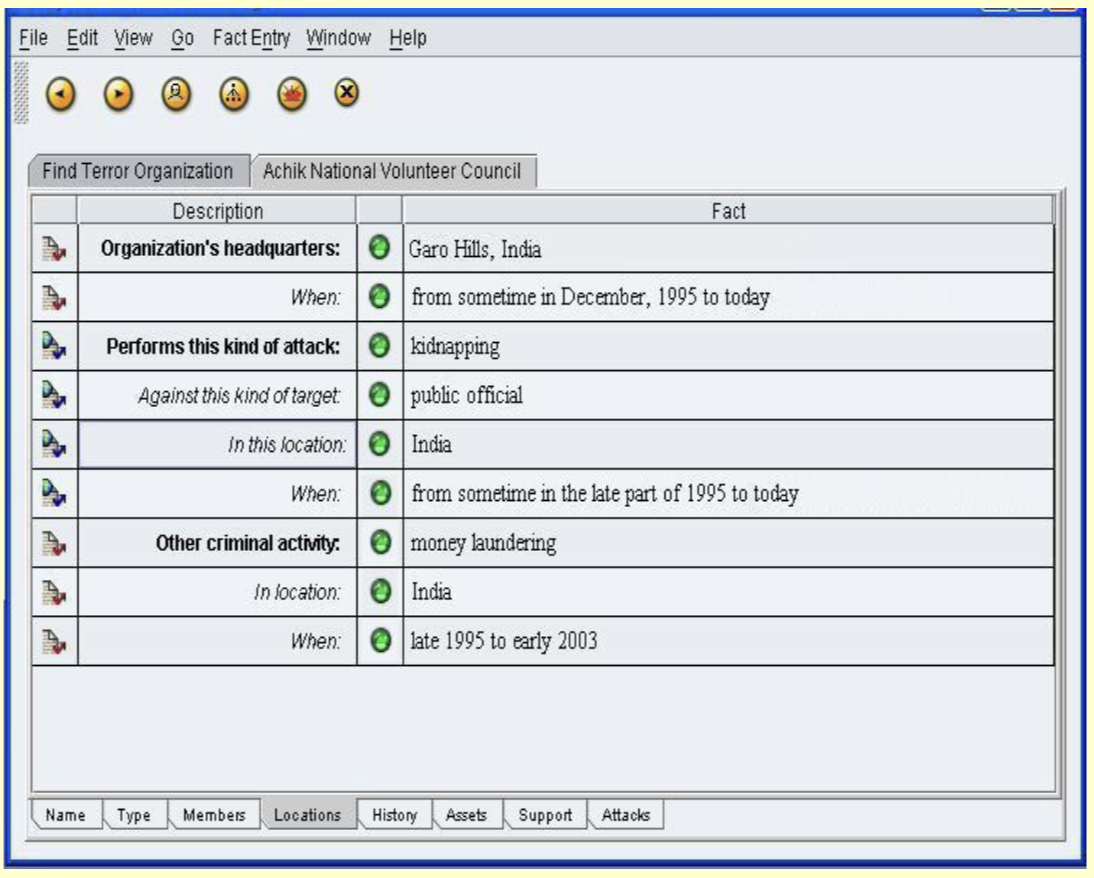 File Edit View Go Fact Entry Window Help
Find Terror Organization Achik National Volunteer Council
Description Fact
Organization's headquarters: Garo Hills, India
When: from sometime in December, 1995 to today
Performs this kind of attack: kidnapping
Against this kind of target: public official
In this location: India
When: from sometime in the late part of 1995 to today
Other criminal activity: money laundering
In location: India
When: late 1995 to early 2003
Name Type Members Locations History Assets Support Attacks